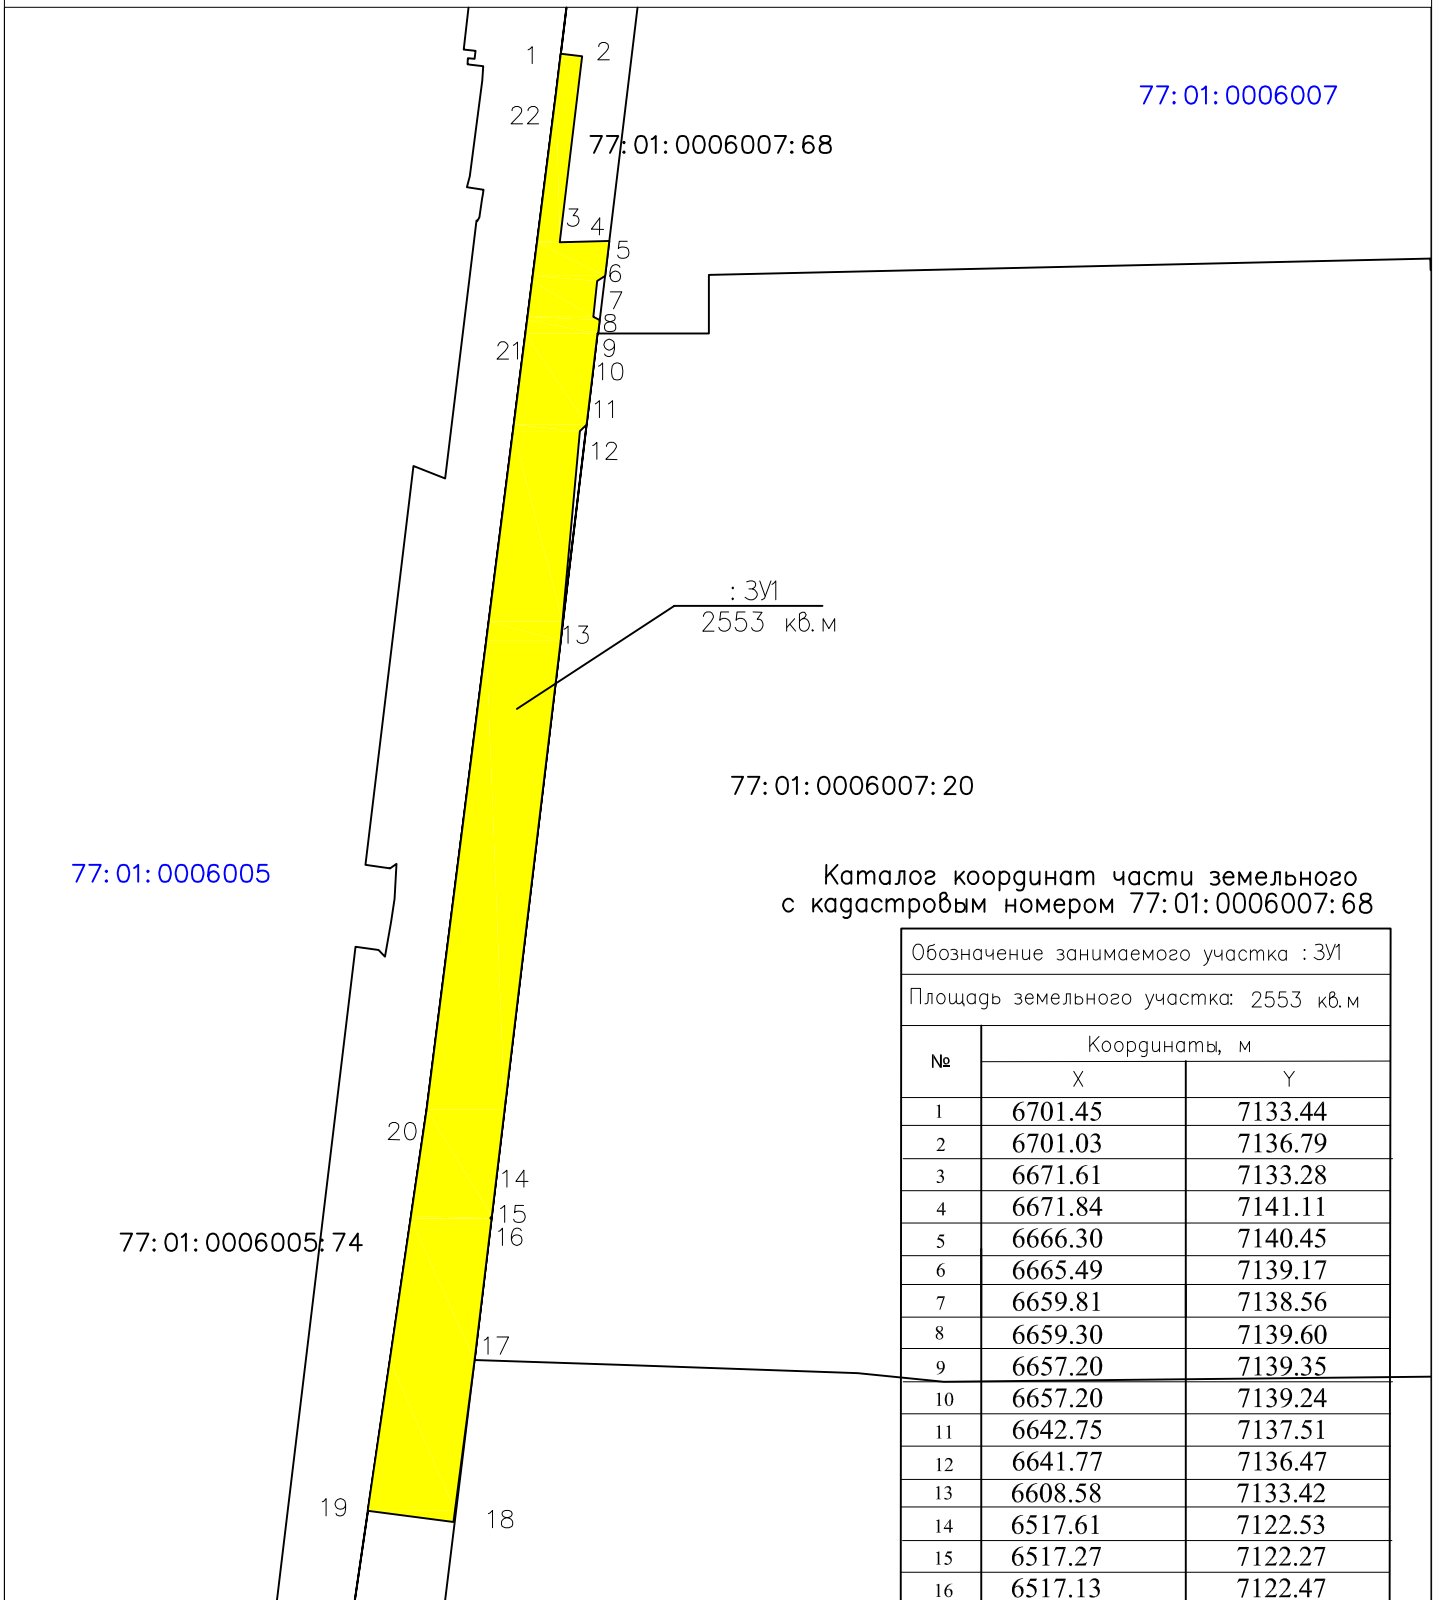 1
2
77:01:0006007
22
77:01:0006007:68
3
4
5
6
7
8
21
9
10
11
12
:ЗУ1
2553 кв.м
13
77:01:0006007:20
77:01:0006005
Каталог координат части земельного
с кадастровым номером 77:01:0006007:68
Обозначение занимаемого участка :ЗУ1
Площадь земельного участка: 2553 кв.м
№ Координаты, м
X Y
1 6701.45 7133.44
2 6701.03 7136.79
3 6671.61 7133.28
4 6671.84 7141.11
5 6666.30 7140.45
6 6665.49 7139.17
7 6659.81 7138.56
8 6659.30 7139.60
9 6657.20 7139.35
10 6657.20 7139.24
11 6642.75 7137.51
12 6641.77 7136.47
13 6608.58 7133.42
14 6517.61 7122.53
15 6517.27 7122.27
16 6517.13 7122.47
20
14
15
16
77:01:0006005:74
17
19
18